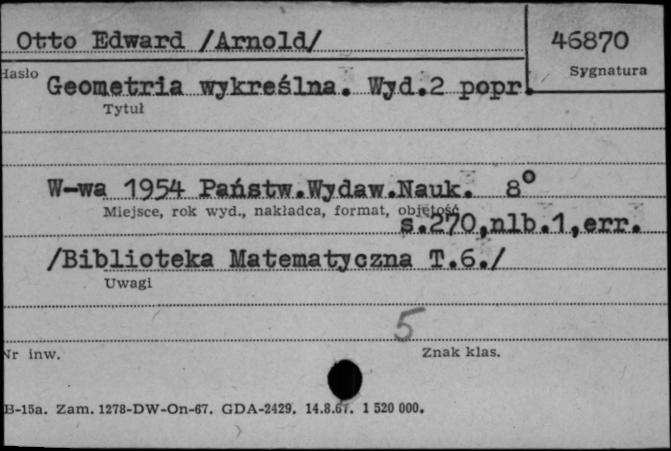 Otto Edward /Arnold/
46870
Hasło
Sygnatura
Geometria wykreślna. Wyd.2 popr.
Tytuł
W-wa 1954 Państw.Wydaw.Nauk. 8°
Miejsce, rok wyd., nakładca, format, objętość
s.270,nlb.1,err.
/Biblioteka Matematyczna T.6./
Uwagi
5
Nr inw.
Znak klas.
B-15a. Zam. 1278-DW-On-67. GDA-2429. 14.8.67. 1 520 000.